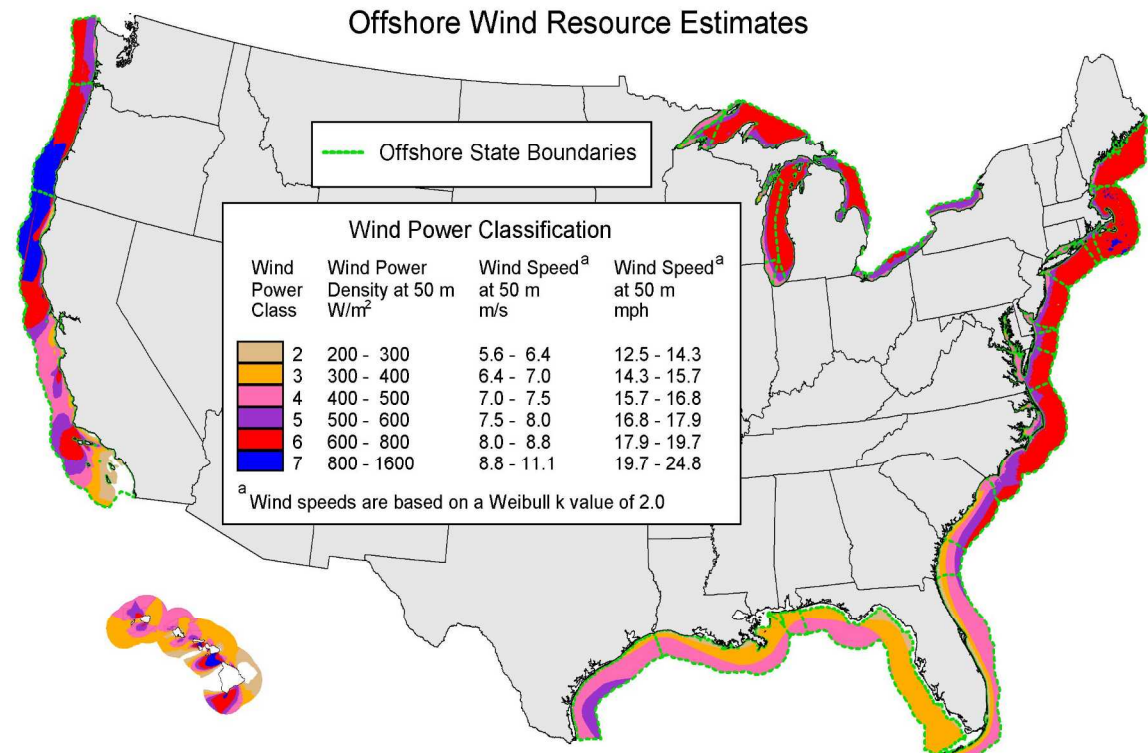 Offshore Wind Resource Estimates
Offshore State Boundaries
Wind Power Classification
Wind Power Class Wind Power Density at 50 m W/m² Wind Speedᵃ at 50 m m/s Wind Speedᵃ at 50 m mph
2 200 - 300 5.6 - 6.4 12.5 - 14.3
3 300 - 400 6.4 - 7.0 14.3 - 15.7
4 400 - 500 7.0 - 7.5 15.7 - 16.8
5 500 - 600 7.5 - 8.0 16.8 - 17.9
6 600 - 800 8.0 - 8.8 17.9 - 19.7
7 800 - 1600 8.8 - 11.1 19.7 - 24.8
ᵃ Wind speeds are based on a Weibull k value of 2.0